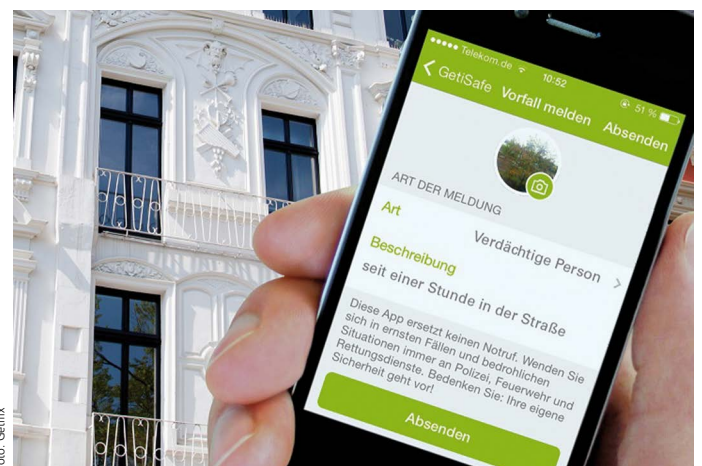 Telekom.de 10:52 51 %
GetiSafe Vorfall melden Absenden
ART DER MELDUNG
Art
Verdächtige Person
Beschreibung
seit einer Stunde in der Straße
Diese App ersetzt keinen Notruf. Wenden Sie
sich in ernsten Fällen und bedrohlichen
Situationen immer an Polizei, Feuerwehr und
Rettungsdienste. Bedenken Sie: Ihre eigene
Sicherheit geht vor!
Absenden